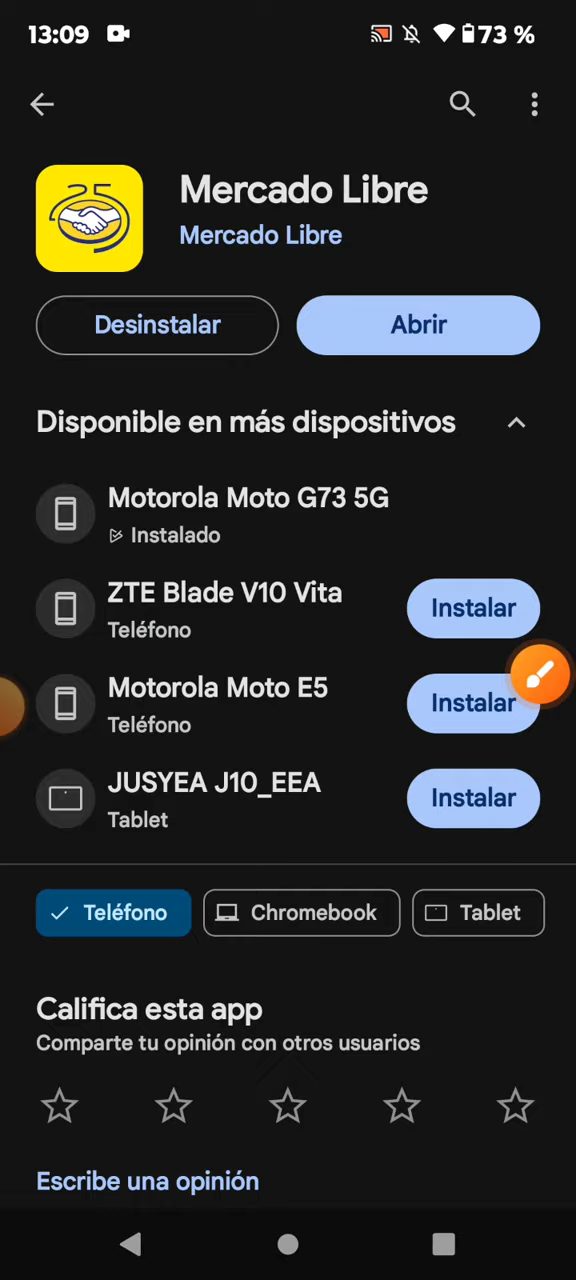 13:09
73 %
25
Mercado Libre
Mercado Libre
Desinstalar
Abrir
Disponible en más dispositivos
Motorola Moto G73 5G
Instalado
ZTE Blade V10 Vita
Teléfono
Instalar
Motorola Moto E5
Teléfono
Instalar
JUSYEA J10_EEA
Tablet
Instalar
Teléfono
Chromebook
Tablet
Califica esta app
Comparte tu opinión con otros usuarios
Escribe una opinión